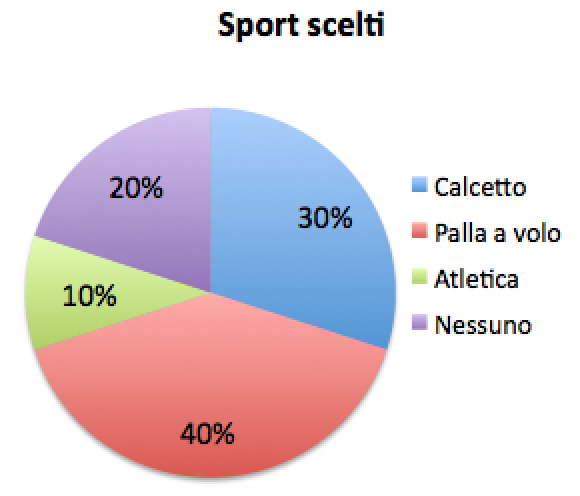 Sport scelti
20%
30%
10%
40%
Calcetto
Palla a volo
Atletica
Nessuno